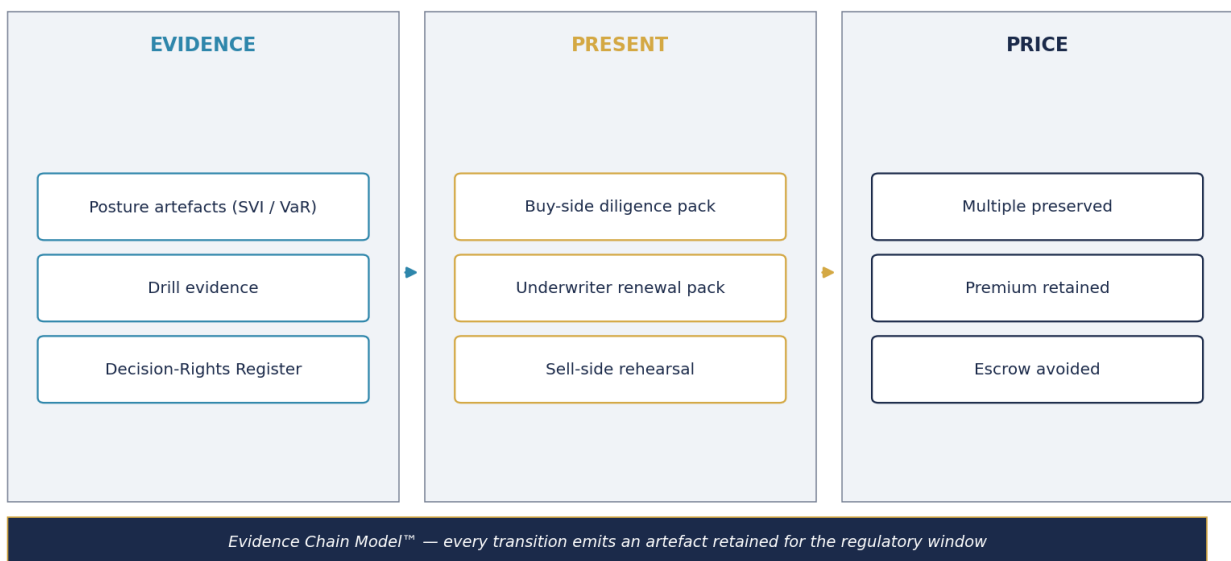 EVIDENCE
Posture artefacts (SVI / VaR)
Drill evidence
Decision-Rights Register
PRESENT
Buy-side diligence pack
Underwriter renewal pack
Sell-side rehearsal
PRICE
Multiple preserved
Premium retained
Escrow avoided
Evidence Chain Model™ — every transition emits an artefact retained for the regulatory window